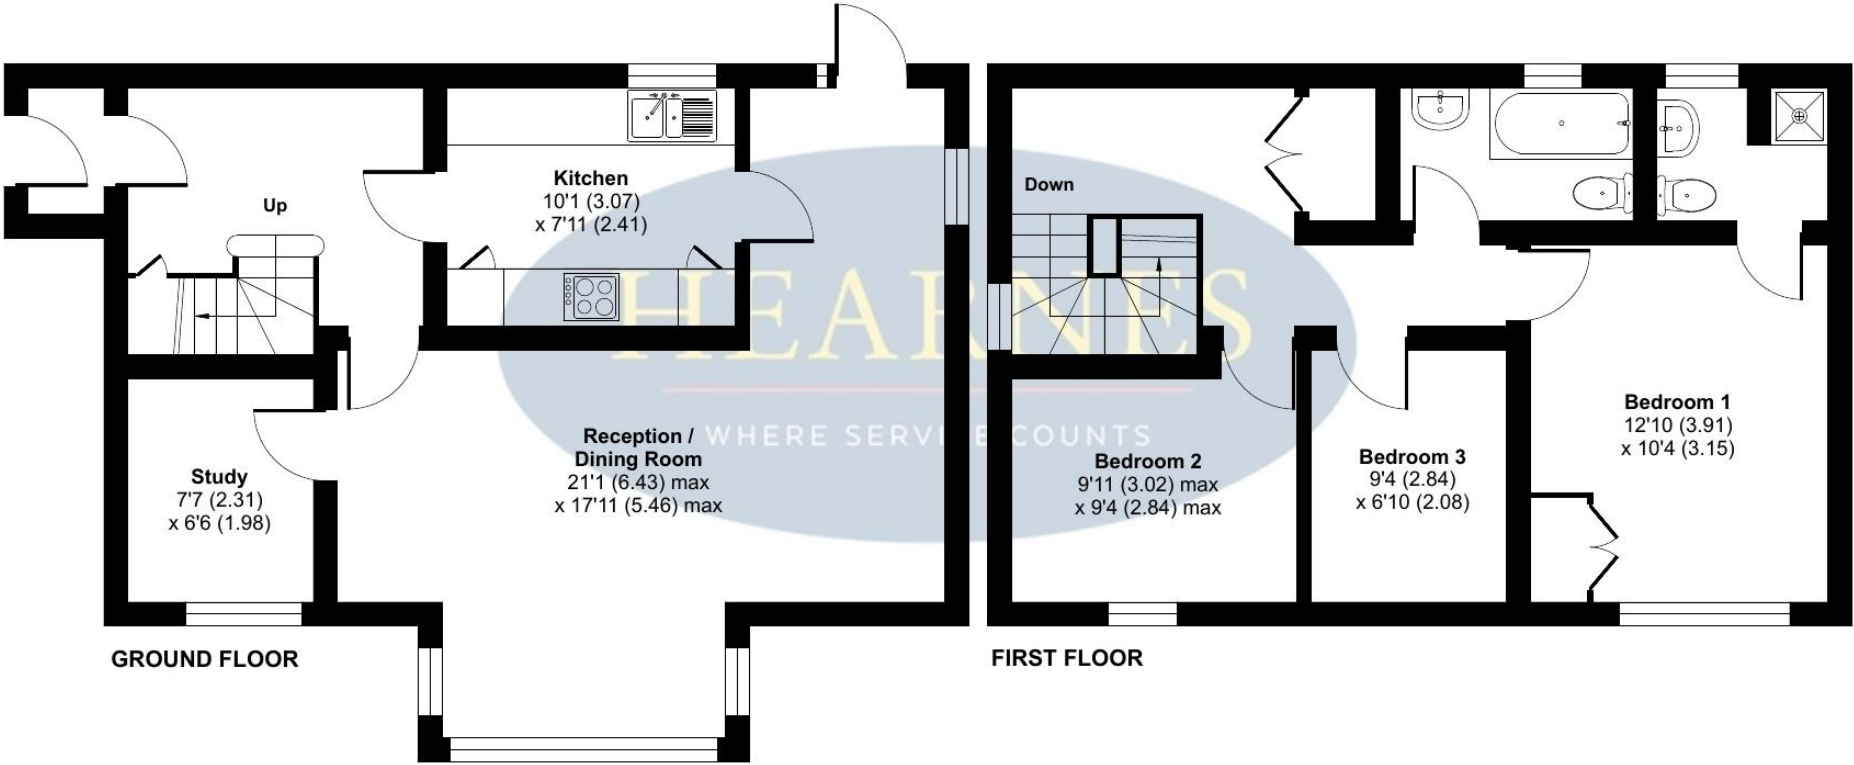 Kitchen
10'1 (3.07)
x 7'11 (2.41)
Up
Down
HEARNES
WHERE SERVICE COUNTS
Reception /
Dining Room
21'1 (6.43) max
x 17'11 (5.46) max
Study
7'7 (2.31)
x 6'6 (1.98)
Bedroom 1
12'10 (3.91)
x 10'4 (3.15)
Bedroom 2
9'11 (3.02) max
x 9'4 (2.84) max
Bedroom 3
9'4 (2.84)
x 6'10 (2.08)
GROUND FLOOR
FIRST FLOOR